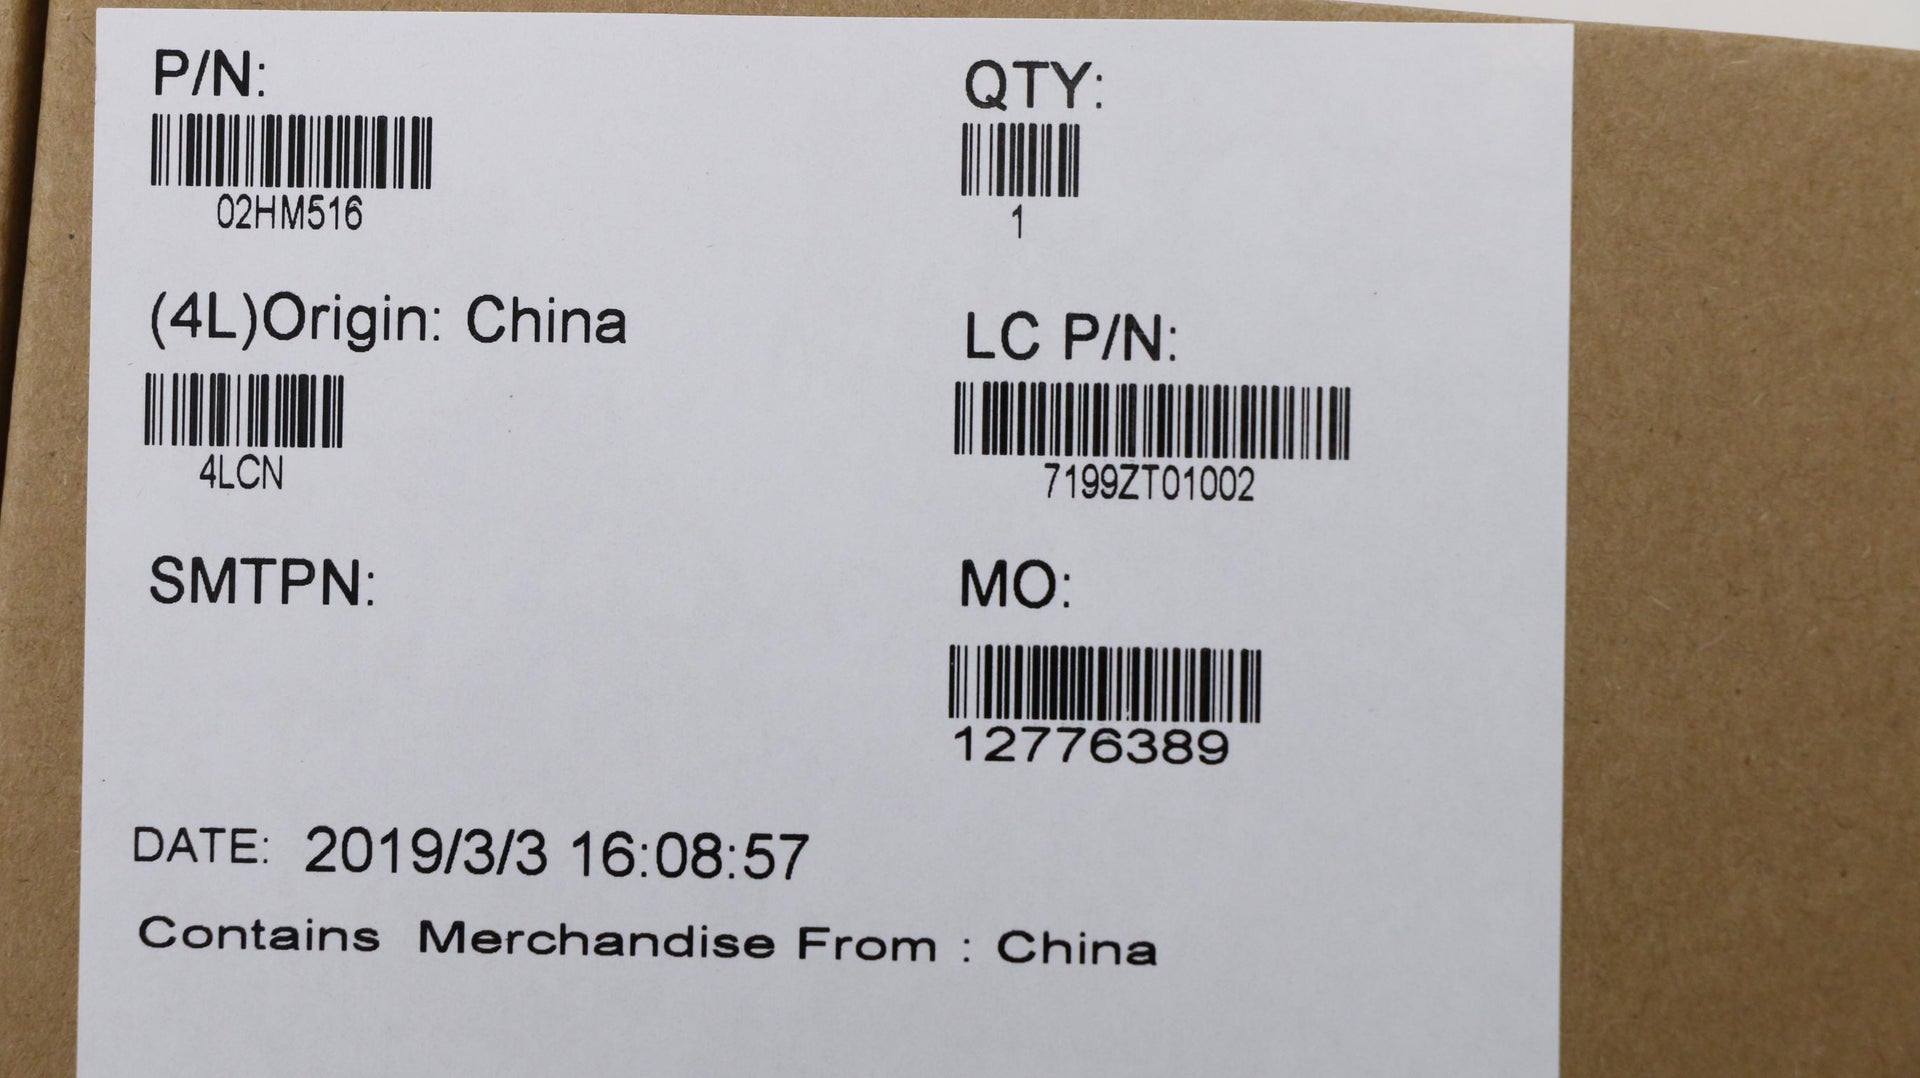 P/N:
02HM516
QTY:
1
(4L)Origin: China
4LCN
LC P/N:
7199ZT01002
SMTPN:
MO:
12776389
DATE: 2019/3/3 16:08:57
Contains Merchandise From : China